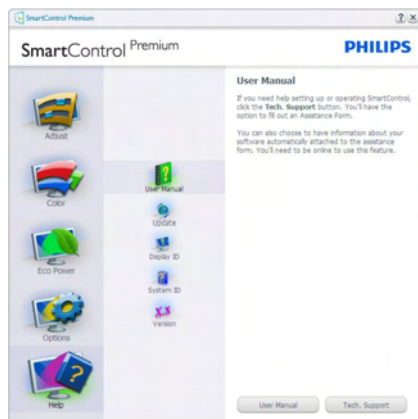 SmartControl Premium
SmartControl Premium
PHILIPS
Adjust
Color
Eco Power
Options
Help
User Manual
Update
Display ID
System ID
Version
User Manual
If you need help setting up or operating SmartControl,
click the Tech. Support button. You'll have the
option to fill out an Assistance Form.
You can also choose to have information about your
software automatically attached to the assistance
form. You'll need to be online to use this feature.
User Manual
Tech. Support